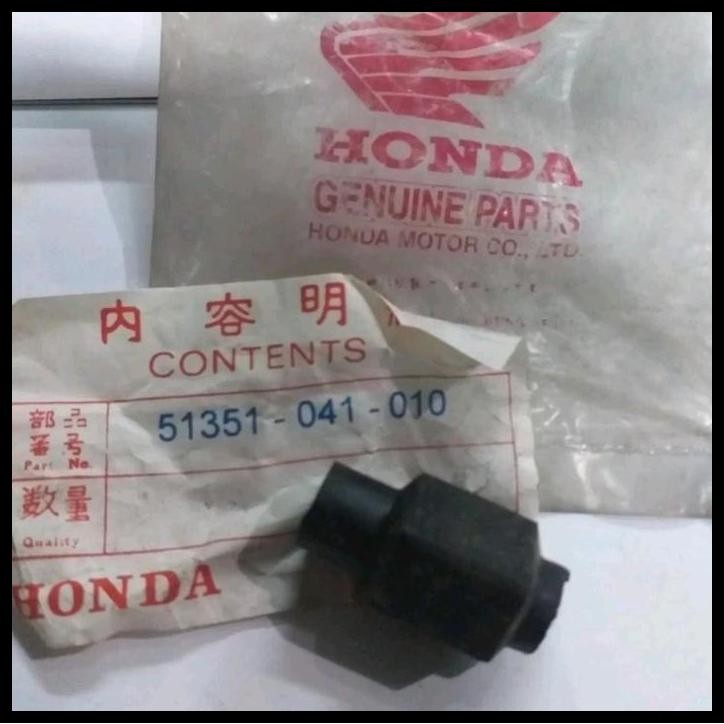 HONDA
GENUINE PARTS
HONDA MOTOR CO., LTD.
内容明
CONTENTS
部品番号
Part No.
51351-041-010
数量
Quality
HONDA